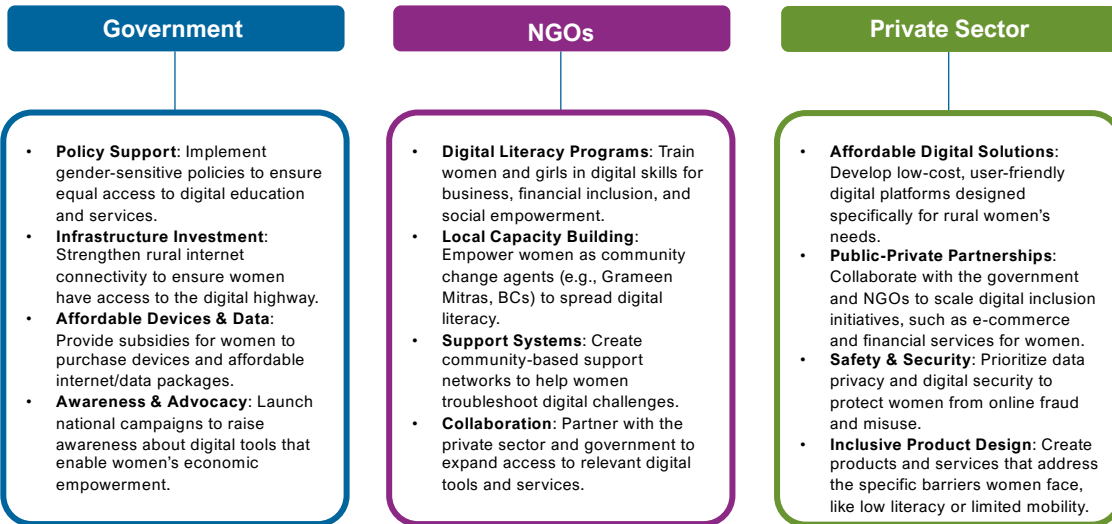 Government
• Policy Support: Implement
gender-sensitive policies to ensure
equal access to digital education
and services.
• Infrastructure Investment:
Strengthen rural internet
connectivity to ensure women
have access to the digital highway.
• Affordable Devices & Data:
Provide subsidies for women to
purchase devices and affordable
internet/data packages.
• Awareness & Advocacy: Launch
national campaigns to raise
awareness about digital tools that
enable women's economic
empowerment.
NGOs
• Digital Literacy Programs: Train
women and girls in digital skills for
business, financial inclusion, and
social empowerment.
• Local Capacity Building:
Empower women as community
change agents (e.g., Grameen
Mitras, BCs) to spread digital
literacy.
• Support Systems: Create
community-based support
networks to help women
troubleshoot digital challenges.
• Collaboration: Partner with the
private sector and government to
expand access to relevant digital
tools and services.
Private Sector
• Affordable Digital Solutions:
Develop low-cost, user-friendly
digital platforms designed
specifically for rural women's
needs.
• Public-Private Partnerships:
Collaborate with the government
and NGOs to scale digital inclusion
initiatives, such as e-commerce
and financial services for women.
• Safety & Security: Prioritize data
privacy and digital security to
protect women from online fraud
and misuse.
• Inclusive Product Design: Create
products and services that address
the specific barriers women face,
like low literacy or limited mobility.